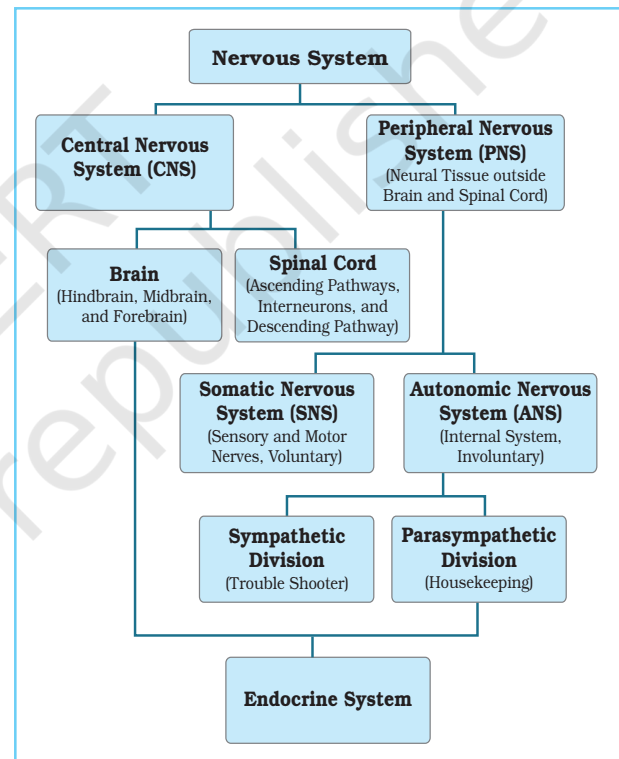 Nervous System
Central Nervous
System (CNS)
Peripheral Nervous
System (PNS)
(Neural Tissue outside
Brain and Spinal Cord)
Brain
(Hindbrain, Midbrain,
and Forebrain)
Spinal Cord
(Ascending Pathways,
Interneurons, and
Descending Pathway)
Somatic Nervous
System (SNS)
(Sensory and Motor
Nerves, Voluntary)
Autonomic Nervous
System (ANS)
(Internal System,
Involuntary)
Sympathetic
Division
(Trouble Shooter)
Parasympathetic
Division
(Housekeeping)
Endocrine System